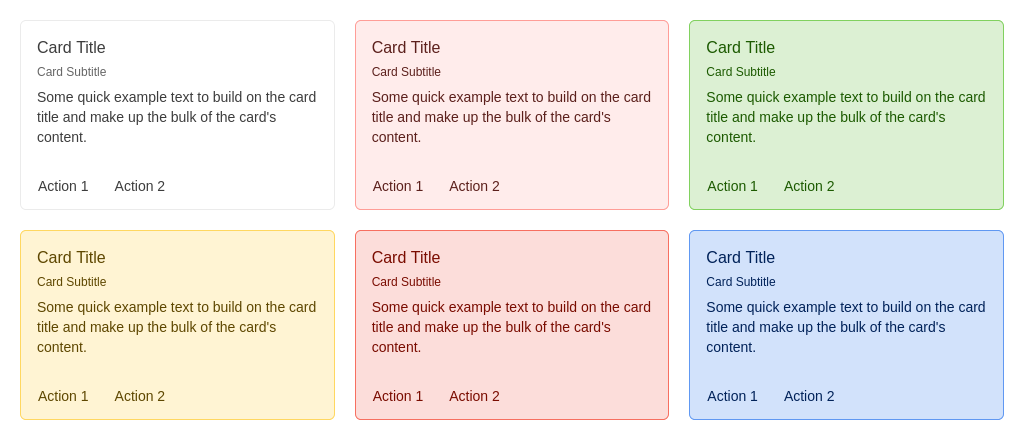 Card Title
Card Subtitle
Some quick example text to build on the card
title and make up the bulk of the card's
content.
Action 1 Action 2
Card Title
Card Subtitle
Some quick example text to build on the card
title and make up the bulk of the card's
content.
Action 1 Action 2
Card Title
Card Subtitle
Some quick example text to build on the card
title and make up the bulk of the card's
content.
Action 1 Action 2
Card Title
Card Subtitle
Some quick example text to build on the card
title and make up the bulk of the card's
content.
Action 1 Action 2
Card Title
Card Subtitle
Some quick example text to build on the card
title and make up the bulk of the card's
content.
Action 1 Action 2
Card Title
Card Subtitle
Some quick example text to build on the card
title and make up the bulk of the card's
content.
Action 1 Action 2